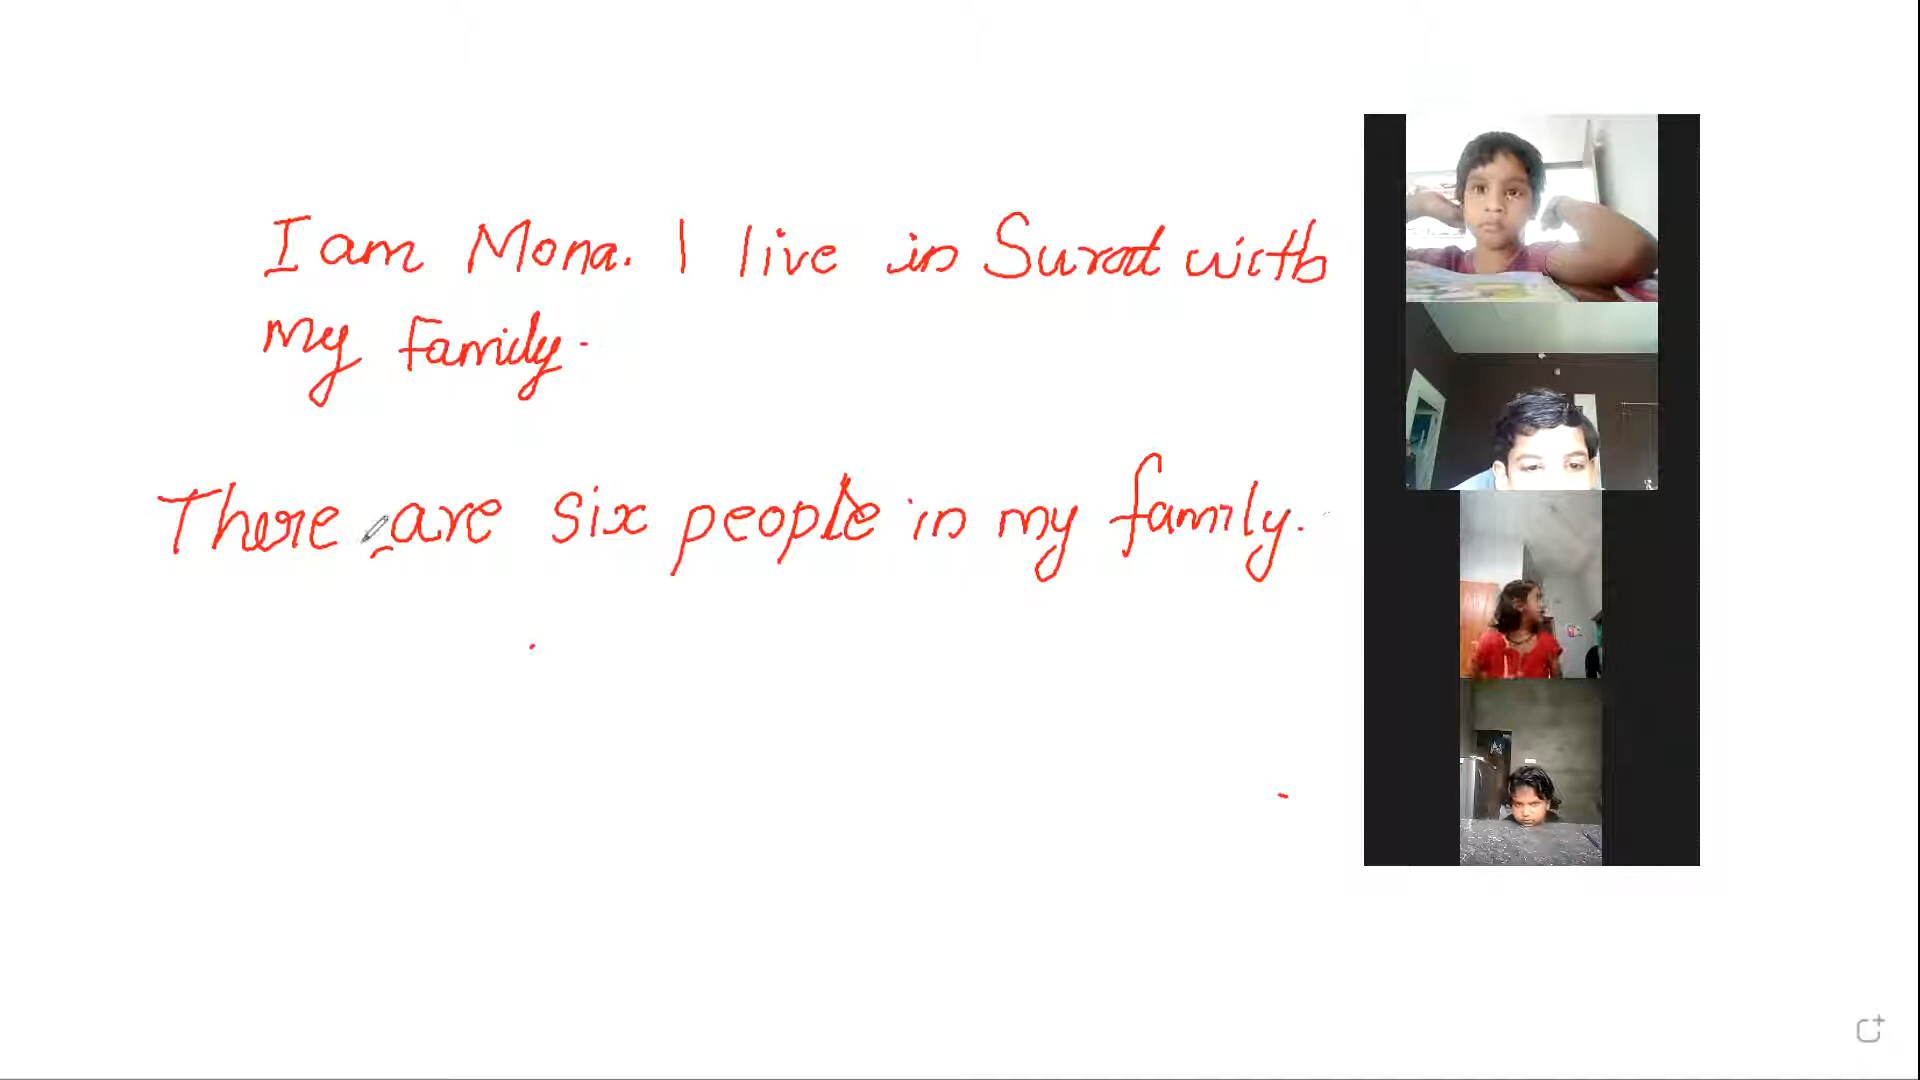 I am Mona. I live in Surat with
my family.
There are six people in my family.